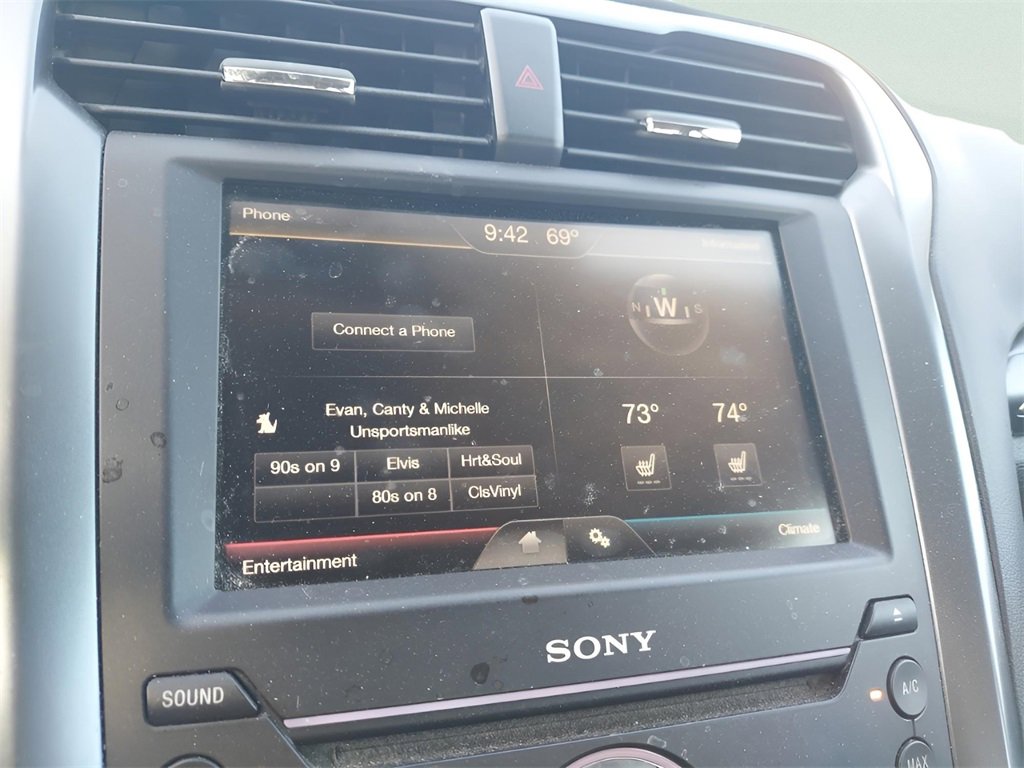 Phone
9:42 69°
Information
Connect a Phone
N W S
Evan, Canty & Michelle
Unsportsmanlike
73° 74°
90s on 9 Elvis Hrt&Soul
80s on 8 ClsVinyl
Entertainment
Climate
SONY
SOUND
A/C
MAX